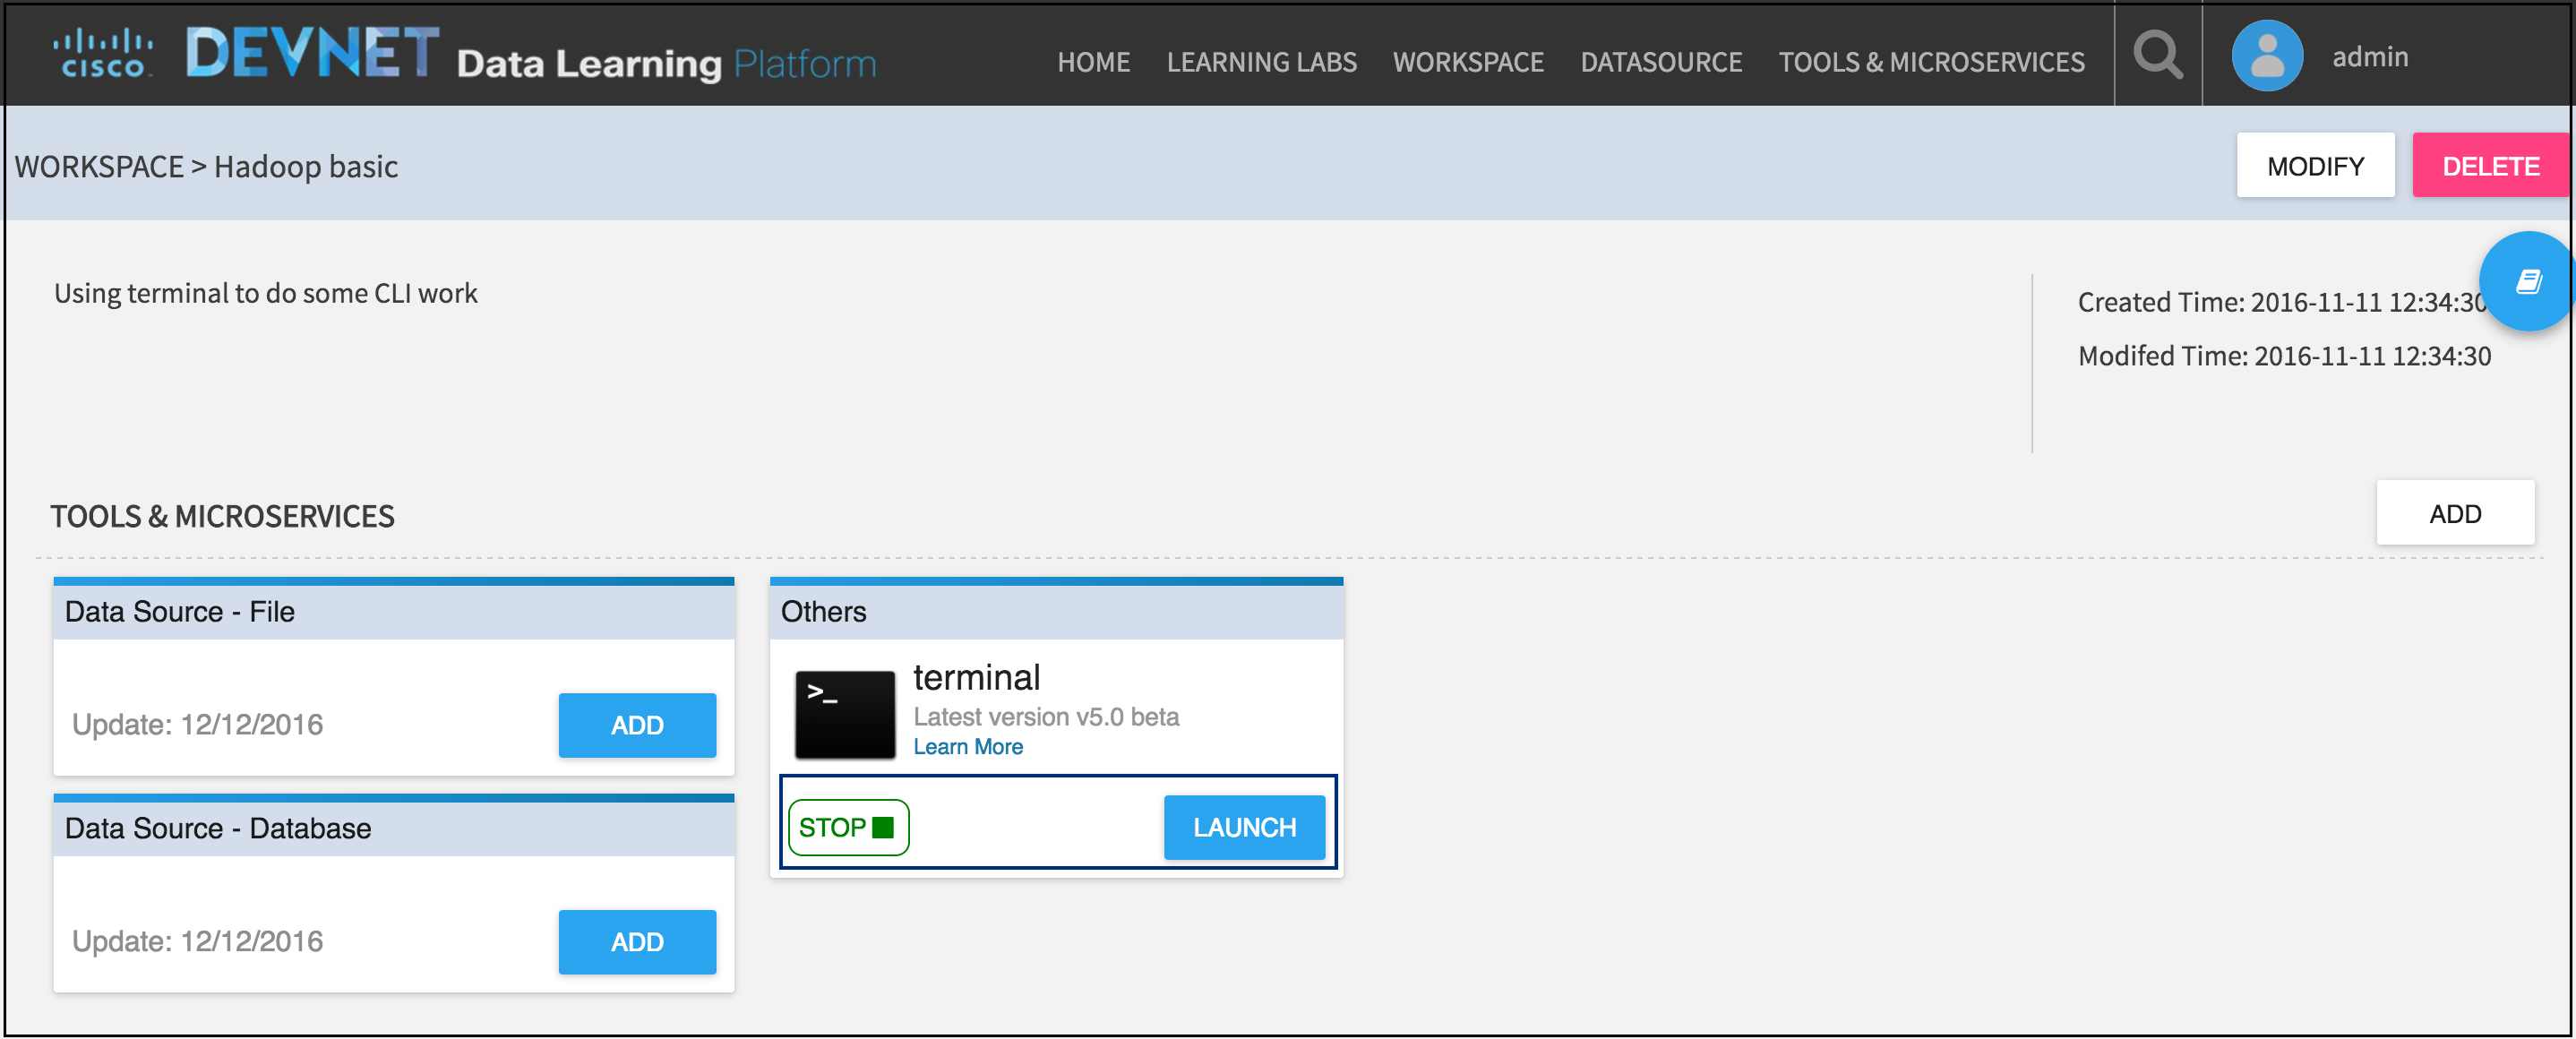 CISCO DEVNET Data Learning Platform HOME LEARNING LABS WORKSPACE DATASOURCE TOOLS & MICROSERVICES admin
WORKSPACE > Hadoop basic MODIFY DELETE
Using terminal to do some CLI work
Created Time: 2016-11-11 12:34:30
Modifed Time: 2016-11-11 12:34:30
TOOLS & MICROSERVICES ADD
Data Source - File
Update: 12/12/2016 ADD
Data Source - Database
Update: 12/12/2016 ADD
Others
>_
terminal
Latest version v5.0 beta
Learn More
STOP LAUNCH